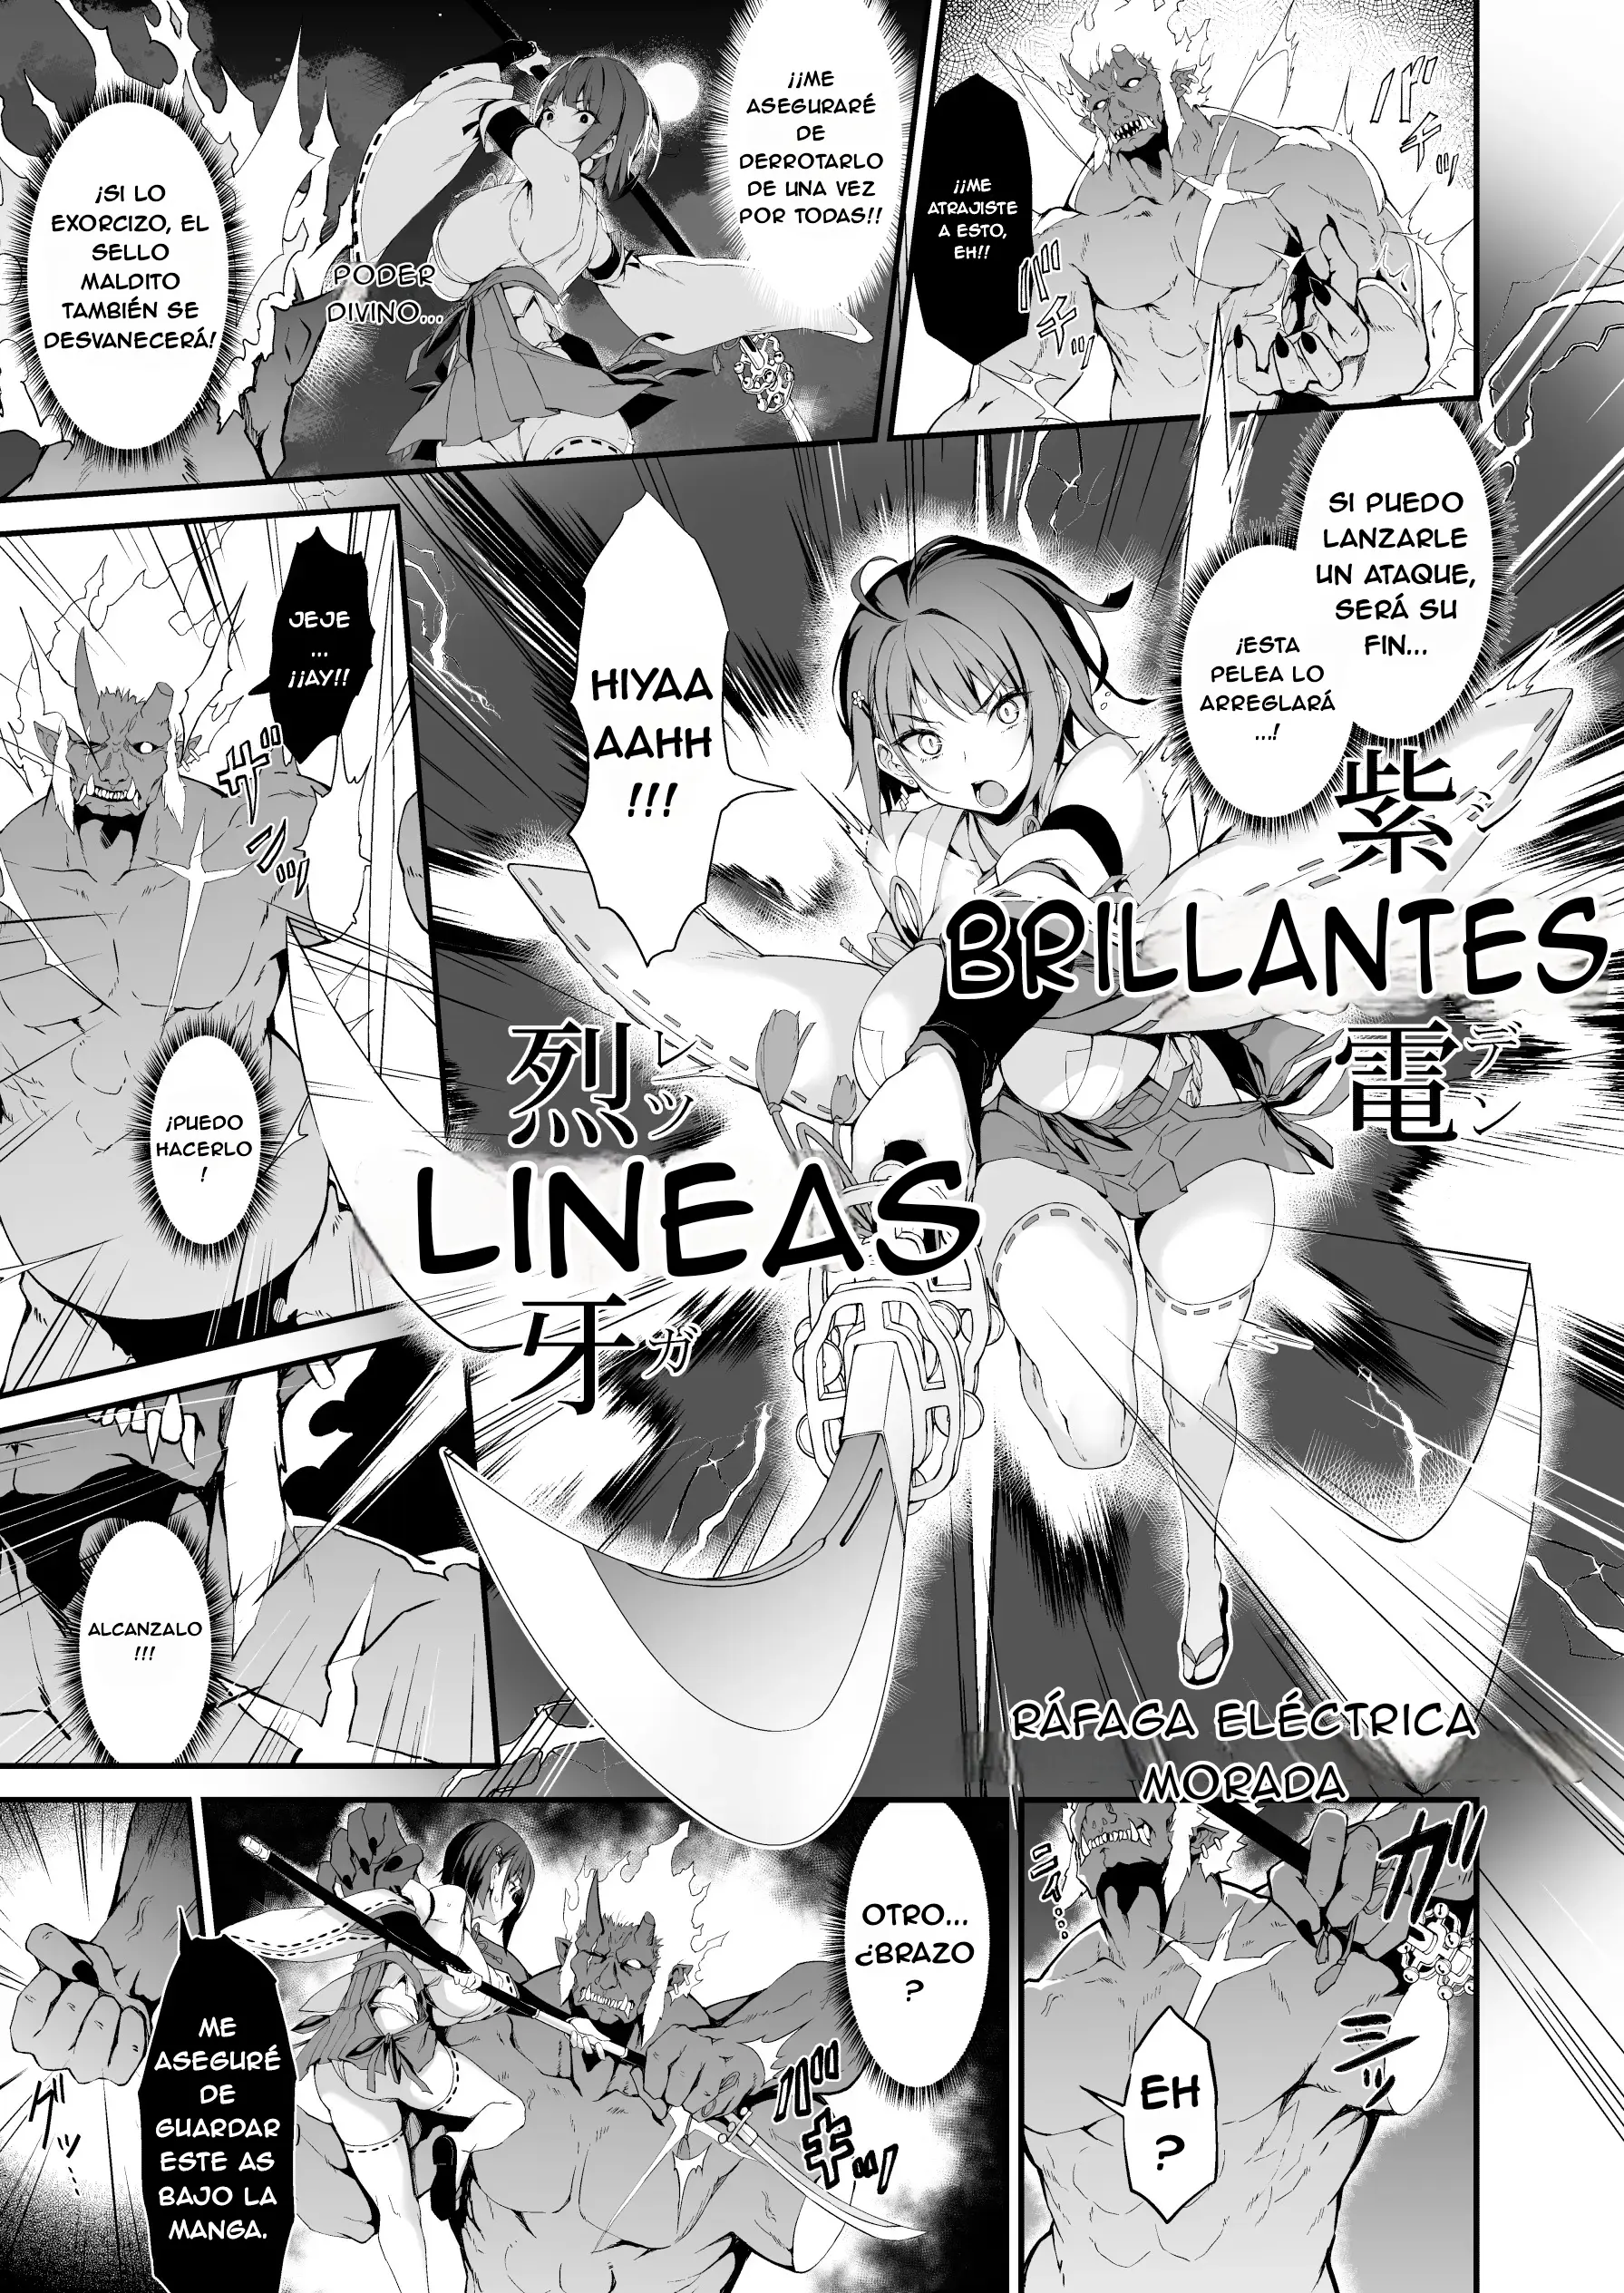 ¡¡ME
ATRAJISTE
A ESTO,
EH!!
¡¡ME
ASEGURARÉ
DE
DERROTARLO
DE UNA VEZ
POR TODAS!!
PODER
DIVINO...
¡SI LO
EXORCIZO, EL
SELLO
MALDITO
TAMBIÉN SE
DESVANECERÁ!
SI PUEDO
LANZARLE
UN ATAQUE,
SERÁ SU
FIN...
¡ESTA
PELEA LO
ARREGLARÁ
...!
HIYAA
AAHH
!!!
紫電
シデン
BRILLANTES
烈牙
レツガ
LINEAS
RÁFAGA ELÉCTRICA
MORADA
JEJE
...
¡¡AY!!
¡PUEDO
HACERLO
!
ALCANZALO
!!!
EH
?
OTRO...
¿BRAZO
?
ME
ASEGURÉ
DE
GUARDAR
ESTE AS
BAJO LA
MANGA.